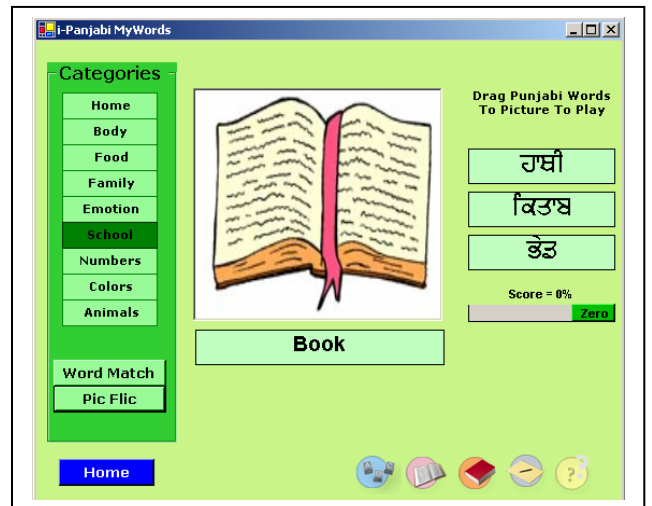 i-Panjabi MyWords
Categories
Home
Body
Food
Family
Emotion
School
Numbers
Colors
Animals
Word Match
Pic Flic
Home
Book
Drag Punjabi Words
To Picture To Play
ਹਾਥੀ
ਕਿਤਾਬ
ਭੇਡ
Score = 0%
Zero
?